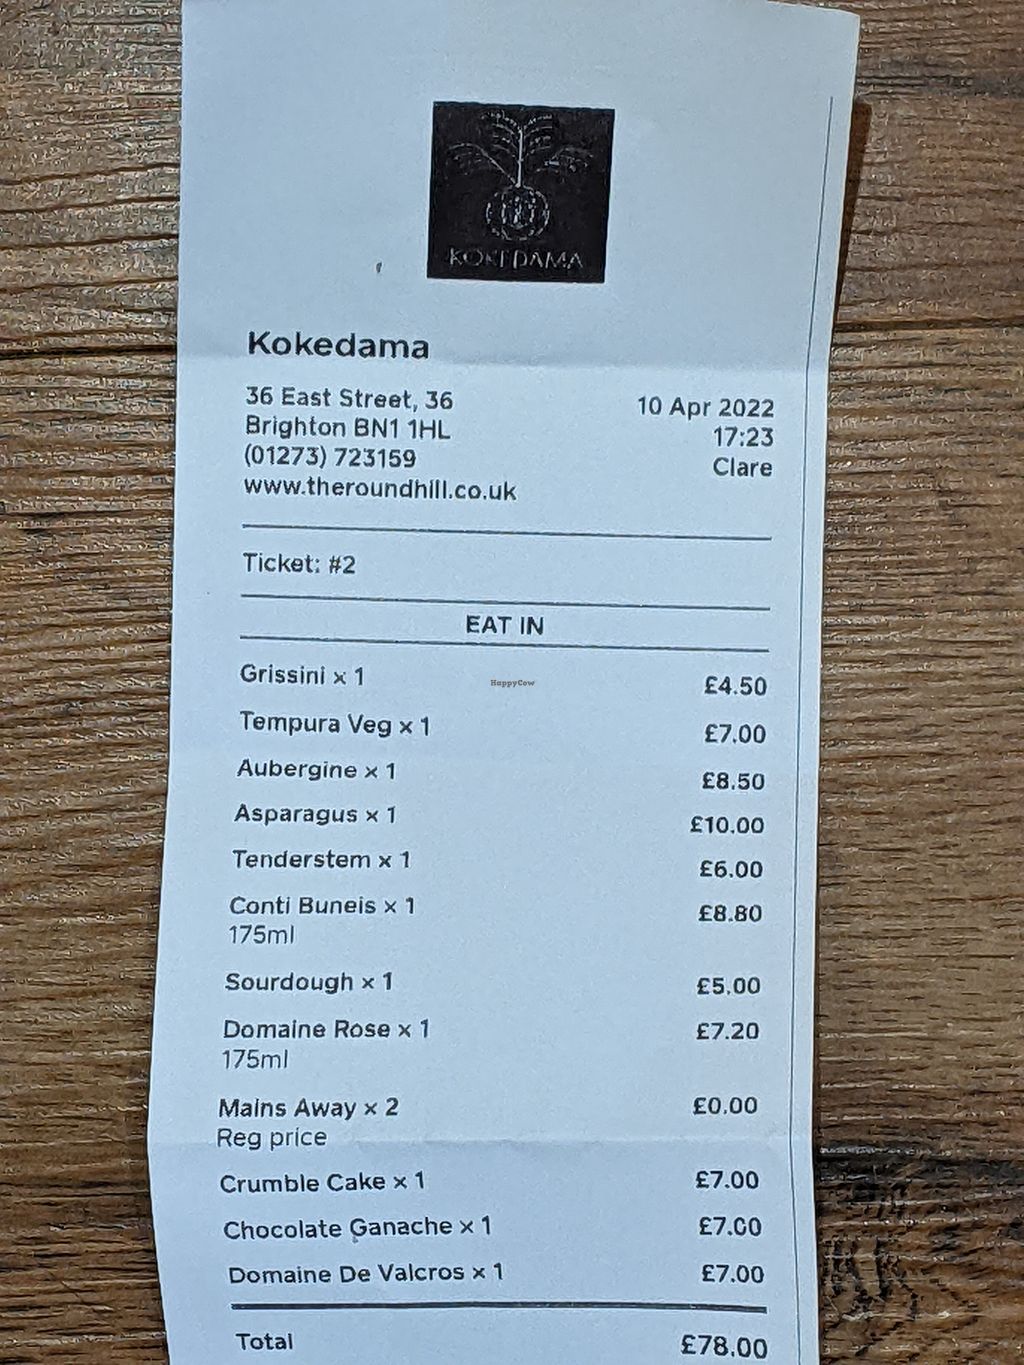 KOKEDAMA
Kokedama
36 East Street, 36
Brighton BN1 1HL
(01273) 723159
www.theroundhill.co.uk
10 Apr 2022
17:23
Clare
Ticket: #2
EAT IN
Grissini x 1 £4.50
HappyCow
Tempura Veg x 1 £7.00
Aubergine x 1 £8.50
Asparagus x 1 £10.00
Tenderstem x 1 £6.00
Conti Buneis x 1 £8.80
175ml
Sourdough x 1 £5.00
Domaine Rose x 1 £7.20
175ml
Mains Away x 2 £0.00
Reg price
Crumble Cake x 1 £7.00
Chocolate Ganache x 1 £7.00
Domaine De Valcros x 1 £7.00
Total £78.00